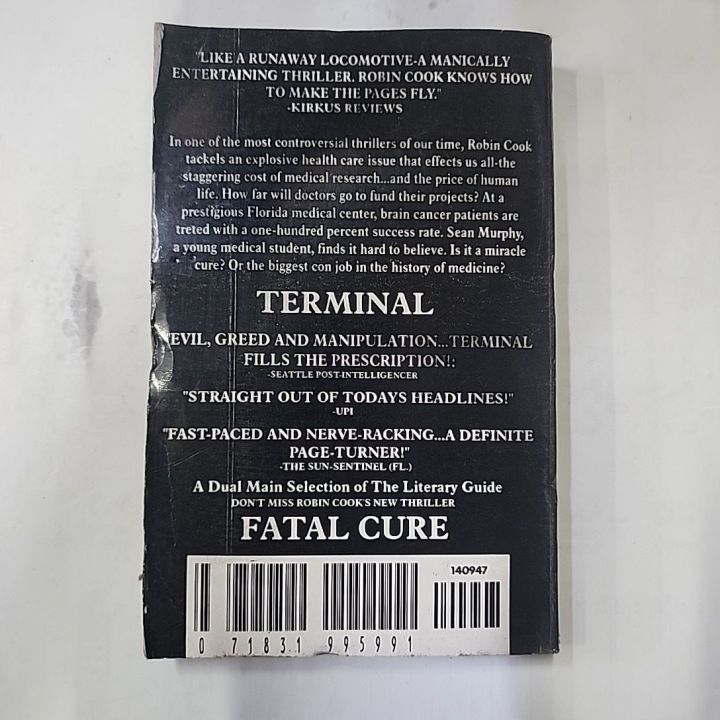 "LIKE A RUNAWAY LOCOMOTIVE-A MANICALLY
ENTERTAINING THRILLER. ROBIN COOK KNOWS HOW
TO MAKE THE PAGES FLY."
-KIRKUS REVIEWS
In one of the most controversial thrillers of our time, Robin Cook
tackels an explosive health care issue that effects us all-the
staggering cost of medical research...and the price of human
life. How far will doctors go to fund their projects? At a
prestigious Florida medical center, brain cancer patients are
treted with a one-hundred percent success rate. Sean Murphy,
a young medical student, finds it hard to believe. Is it a miracle
cure? Or the biggest con job in the history of medicine?
TERMINAL
"EVIL, GREED AND MANIPULATION...TERMINAL
FILLS THE PRESCRIPTION!:
-SEATTLE POST-INTELLIGENCER
"STRAIGHT OUT OF TODAYS HEADLINES!"
-UPI
"FAST-PACED AND NERVE-RACKING...A DEFINITE
PAGE-TURNER!"
-THE SUN-SENTINEL (FL.)
A Dual Main Selection of The Literary Guide
DON'T MISS ROBIN COOK'S NEW THRILLER
FATAL CURE
140947
0 71831 995991